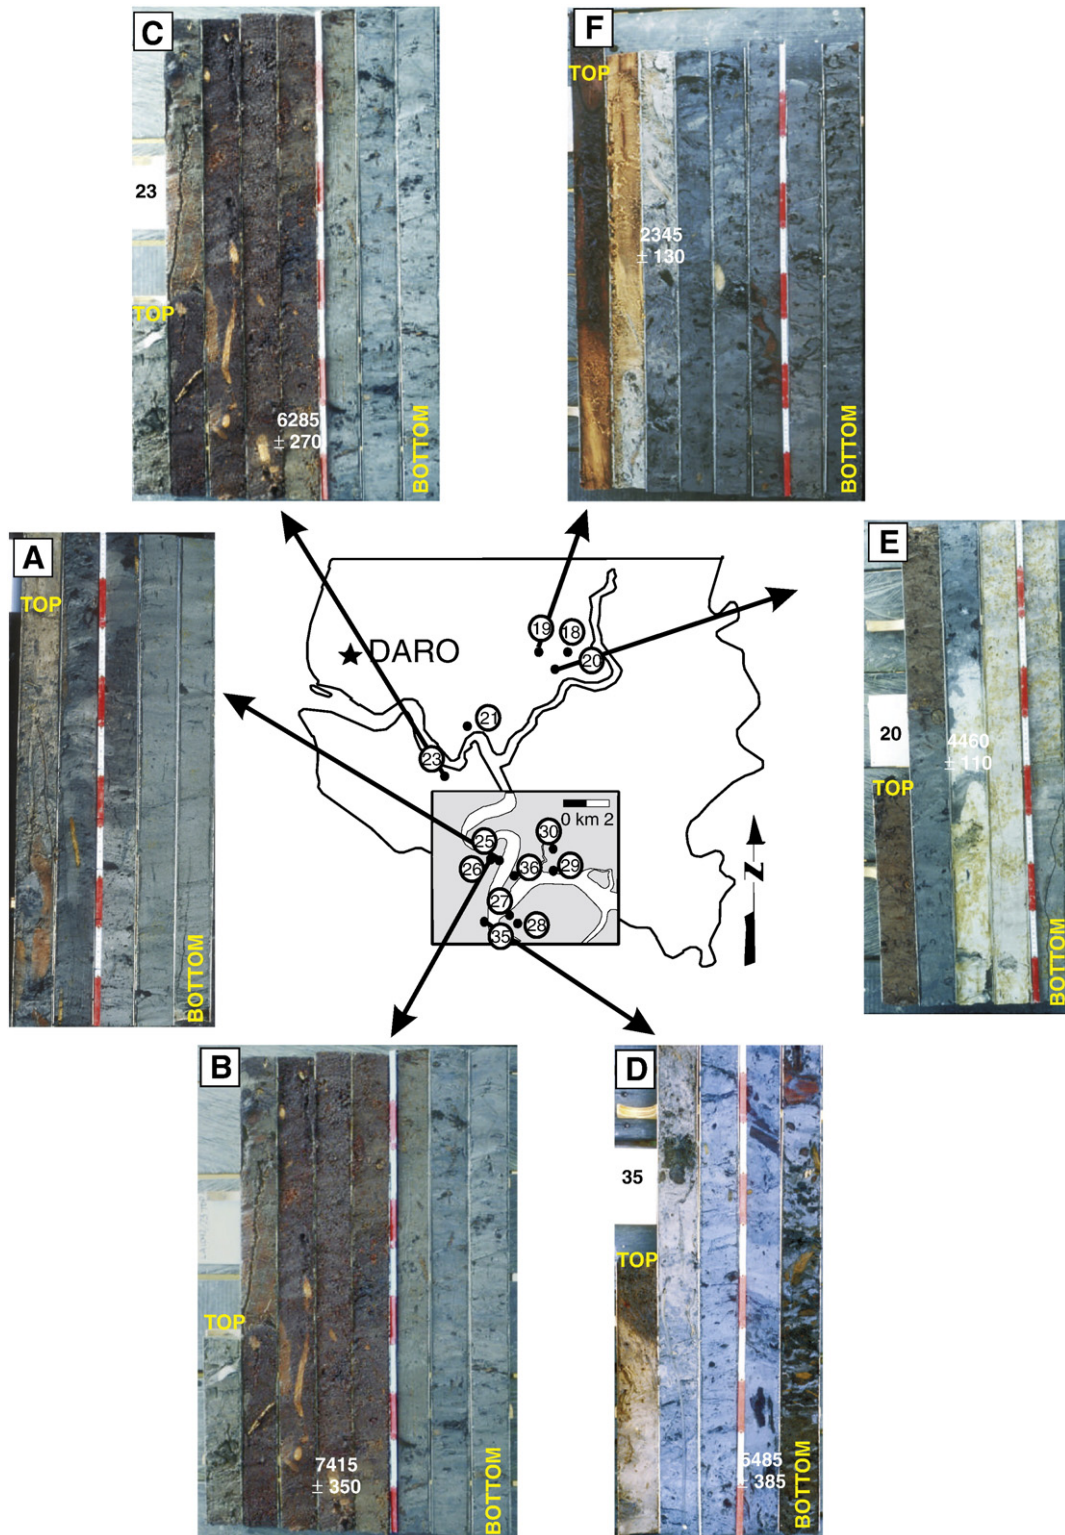 C
23
TOP
6285
± 270
BOTTOM
F
TOP
2345
± 130
BOTTOM
A
TOP
BOTTOM
E
20
TOP
4460
± 110
BOTTOM
DARO
19
18
20
21
23
0 km 2
25
26
30
36
29
27
28
35
N
B
TOP
7415
± 350
BOTTOM
D
35
TOP
5485
± 385
BOTTOM